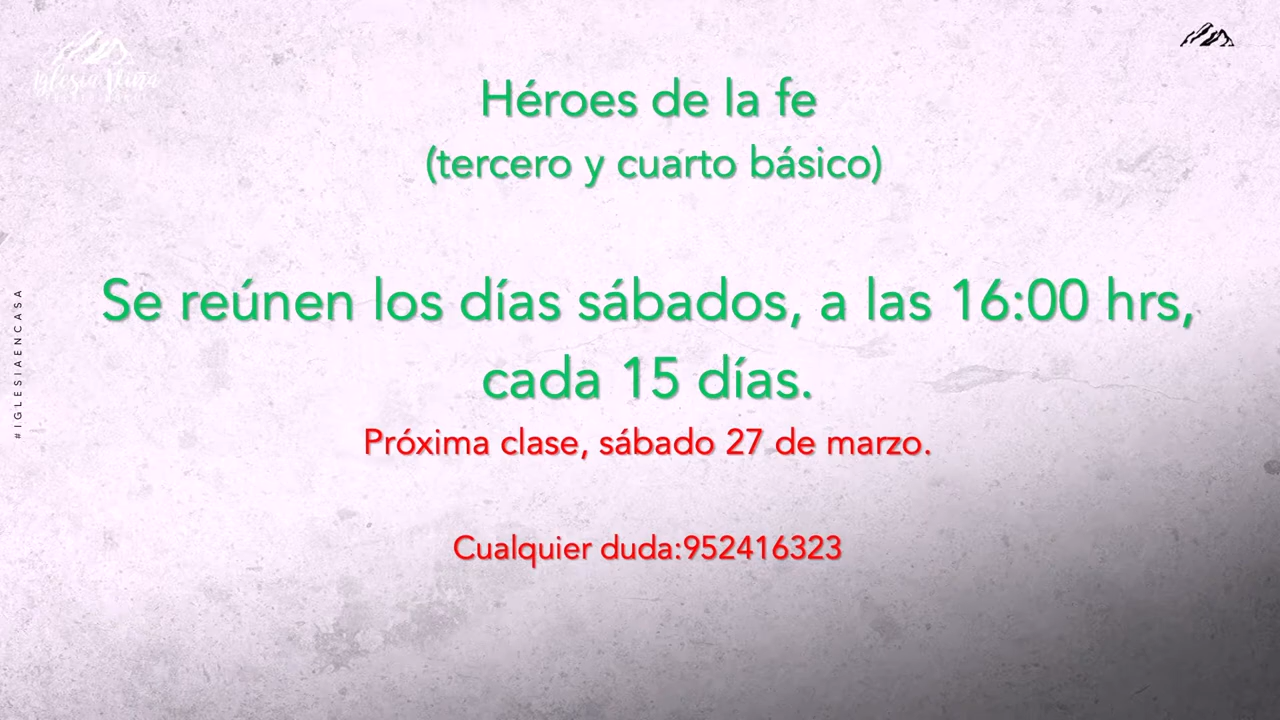 Héroes de la fe
(tercero y cuarto básico)
Se reúnen los días sábados, a las 16:00 hrs,
cada 15 días.
Próxima clase, sábado 27 de marzo.
Cualquier duda:952416323
#IGLESIAENCASA
Iglesia